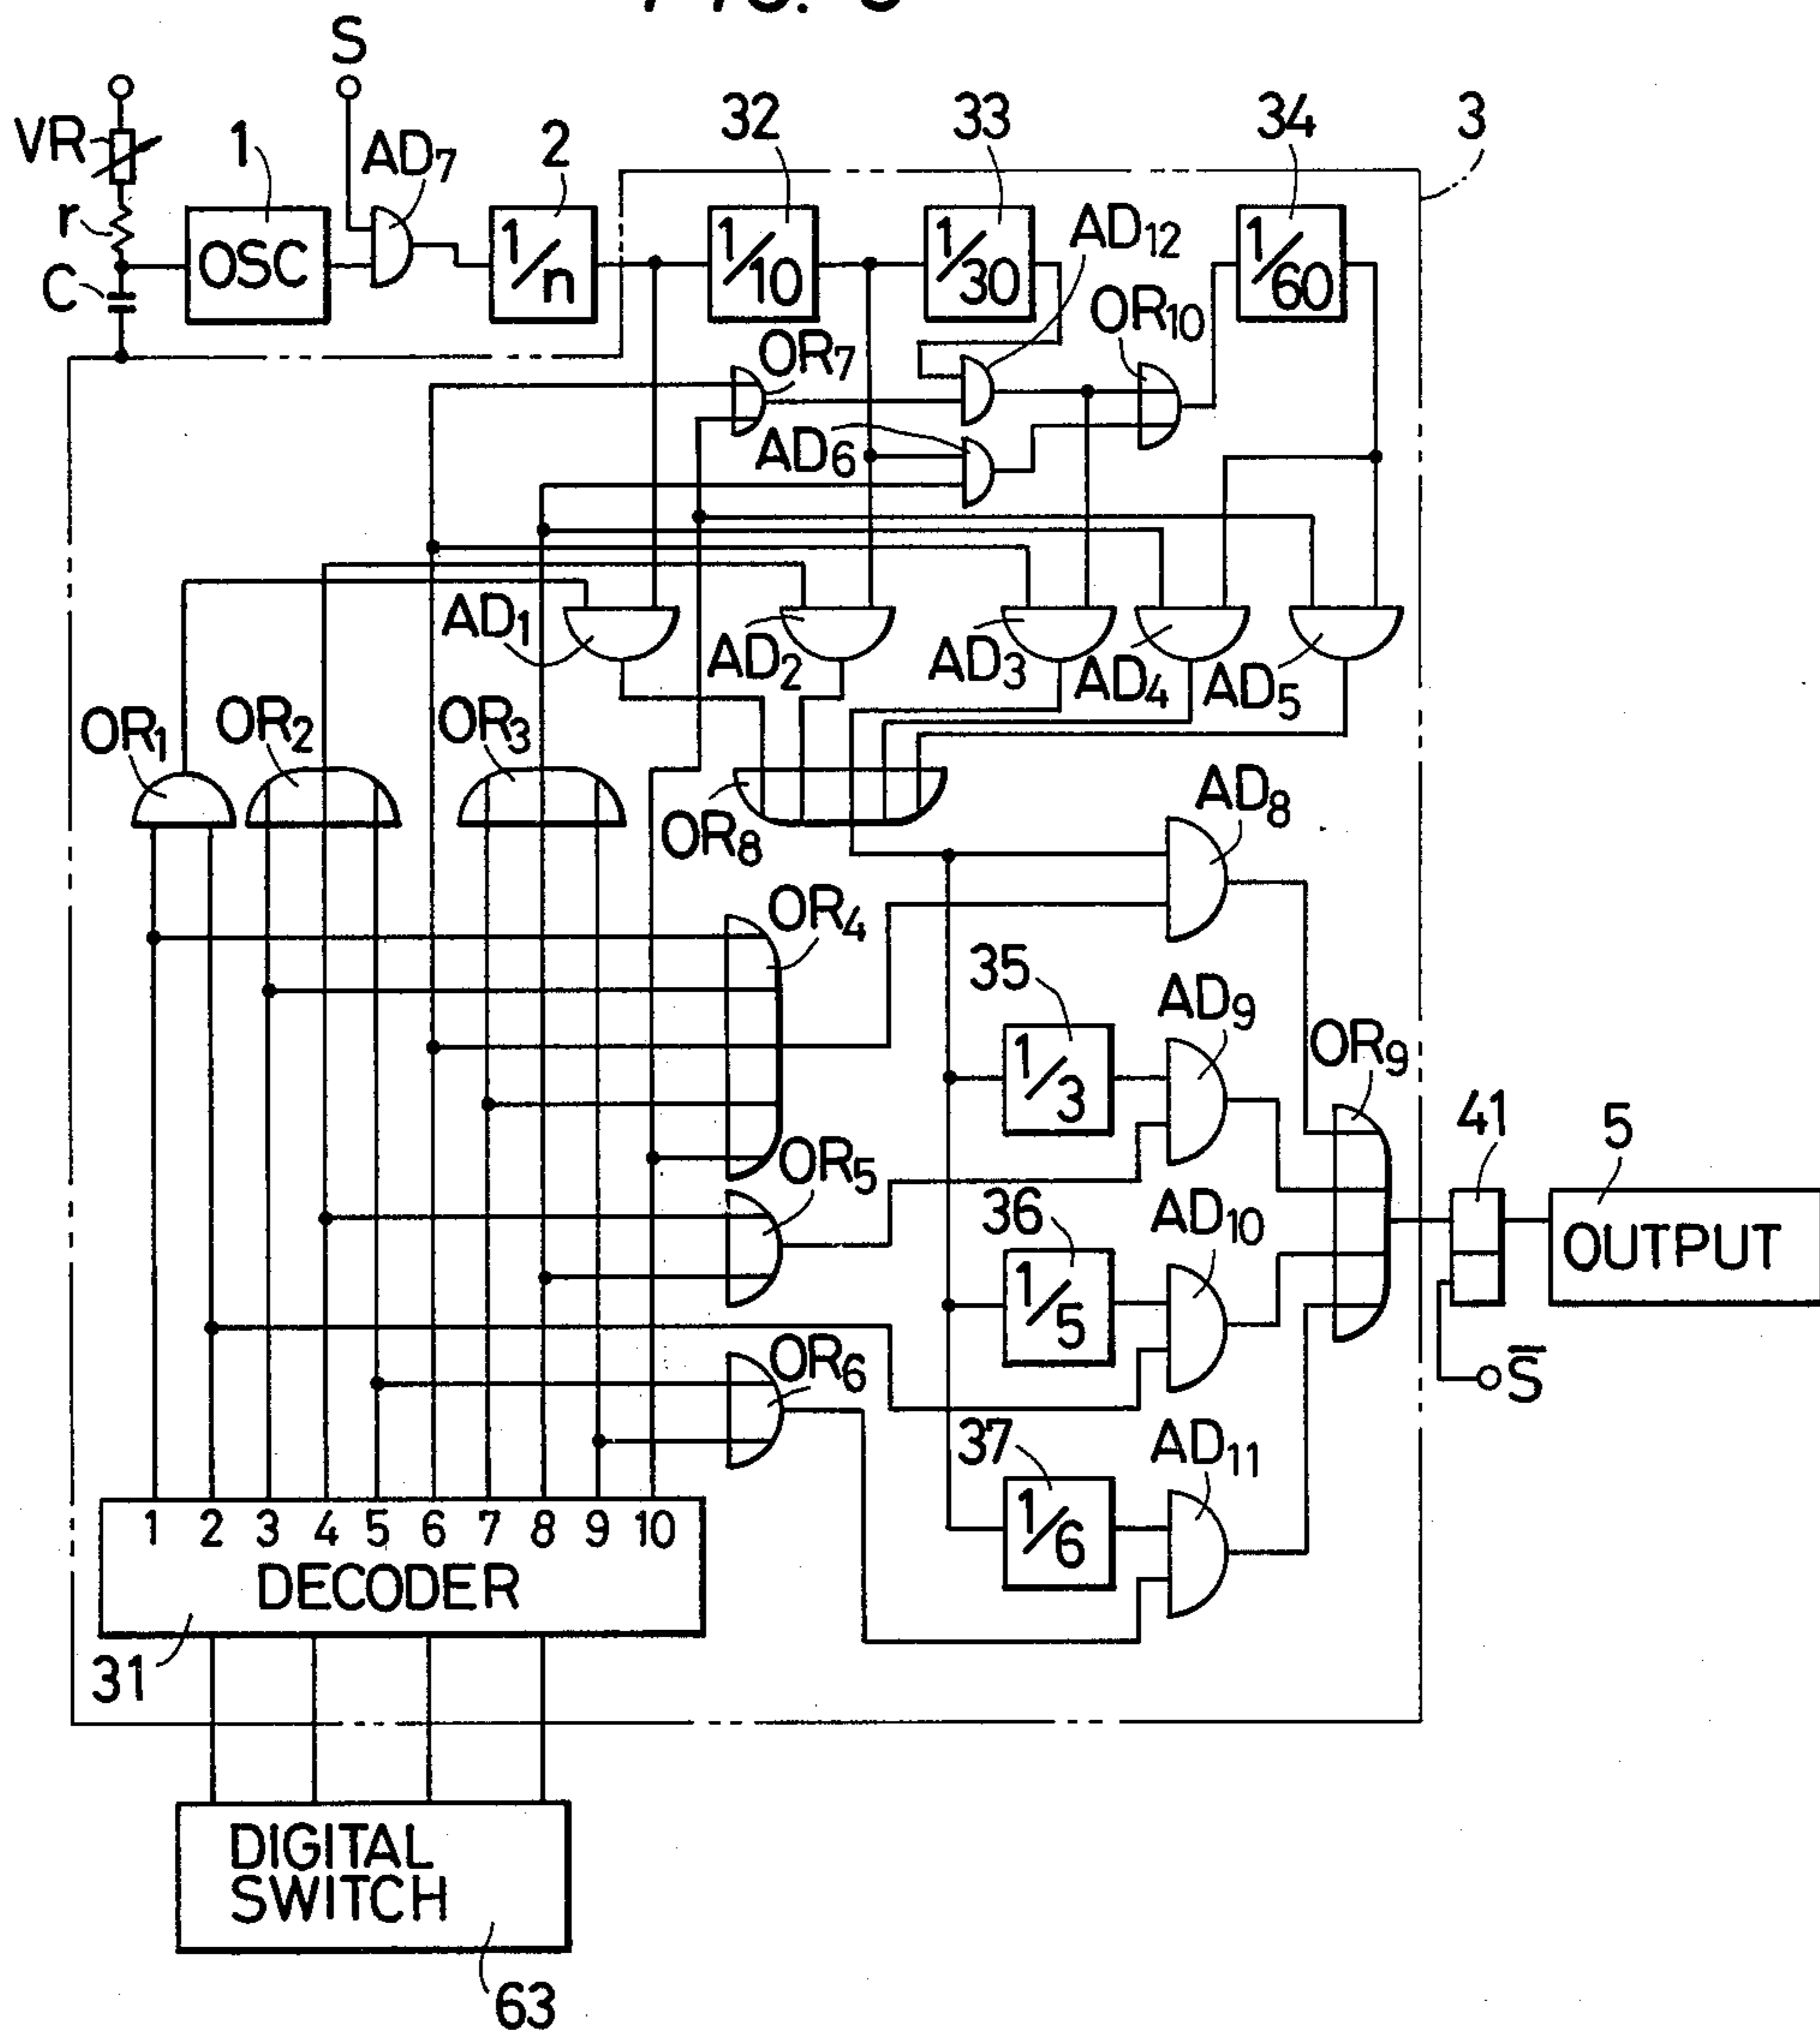 S
32
33
34
3
VR
1
AD7
2
r
C
OSC
1/n
1/10
1/30
AD12
1/60
OR10
OR7
AD6
AD1
AD2
AD3
AD4
AD5
OR1
OR2
OR3
OR8
AD8
OR4
35
AD9
1/3
OR9
41
5
OR5
36
AD10
1/5
OUTPUT
OR6
S̅
37
AD11
1/6
1 2 3 4 5 6 7 8 9 10
DECODER
31
DIGITAL
SWITCH
63